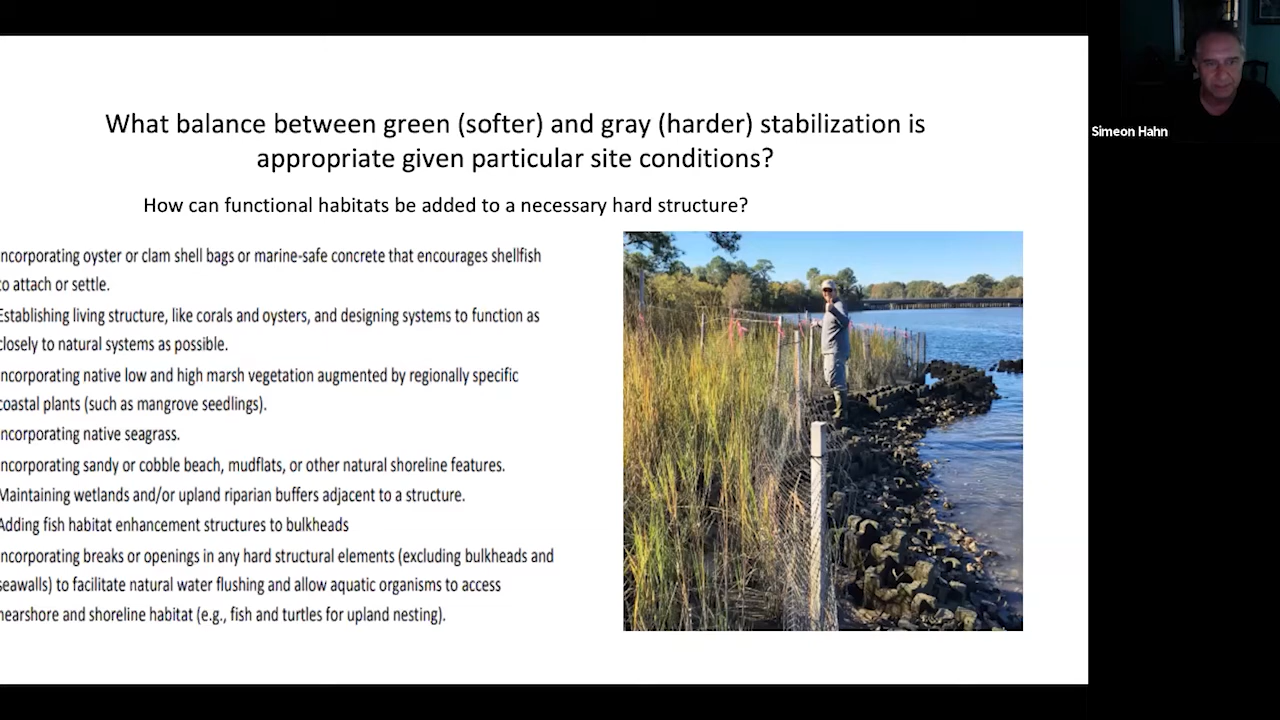 What balance between green (softer) and gray (harder) stabilization is
appropriate given particular site conditions?
How can functional habitats be added to a necessary hard structure?
ncorporating oyster or clam shell bags or marine-safe concrete that encourages shellfish
to attach or settle.
Establishing living structure, like corals and oysters, and designing systems to function as
closely to natural systems as possible.
ncorporating native low and high marsh vegetation augmented by regionally specific
coastal plants (such as mangrove seedlings).
ncorporating native seagrass.
ncorporating sandy or cobble beach, mudflats, or other natural shoreline features.
Maintaining wetlands and/or upland riparian buffers adjacent to a structure.
Adding fish habitat enhancement structures to bulkheads
ncorporating breaks or openings in any hard structural elements (excluding bulkheads and
seawalls) to facilitate natural water flushing and allow aquatic organisms to access
nearshore and shoreline habitat (e.g., fish and turtles for upland nesting).
Simeon Hahn